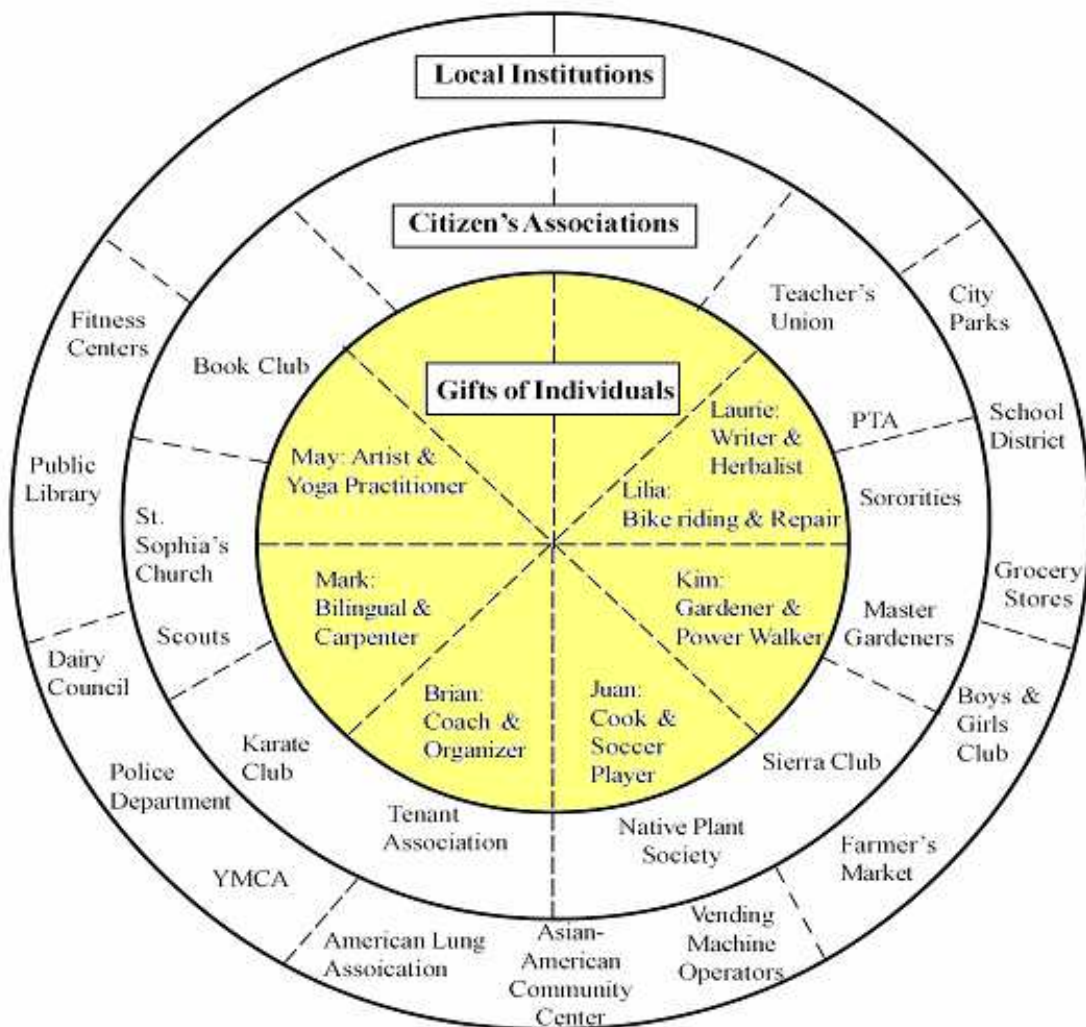 Local Institutions
Citizen's Associations
Gifts of Individuals
Fitness
Centers
Public
Library
Dairy
Council
Police
Department
YMCA
American Lung
Assoication
Asian-
American
Community
Center
Vending
Machine
Operators
Farmer's
Market
Boys &
Girls
Club
Grocery
Stores
School
District
City
Parks
Book Club
St.
Sophia's
Church
Scouts
Karate
Club
Tenant
Association
Native Plant
Society
Sierra Club
Master
Gardeners
Sororities
PTA
Teacher's
Union
May: Artist &
Yoga Practitioner
Mark:
Bilingual &
Carpenter
Brian:
Coach &
Organizer
Juan:
Cook &
Soccer
Player
Kim:
Gardener &
Power Walker
Lilia:
Bike riding & Repair
Laurie:
Writer &
Herbalist